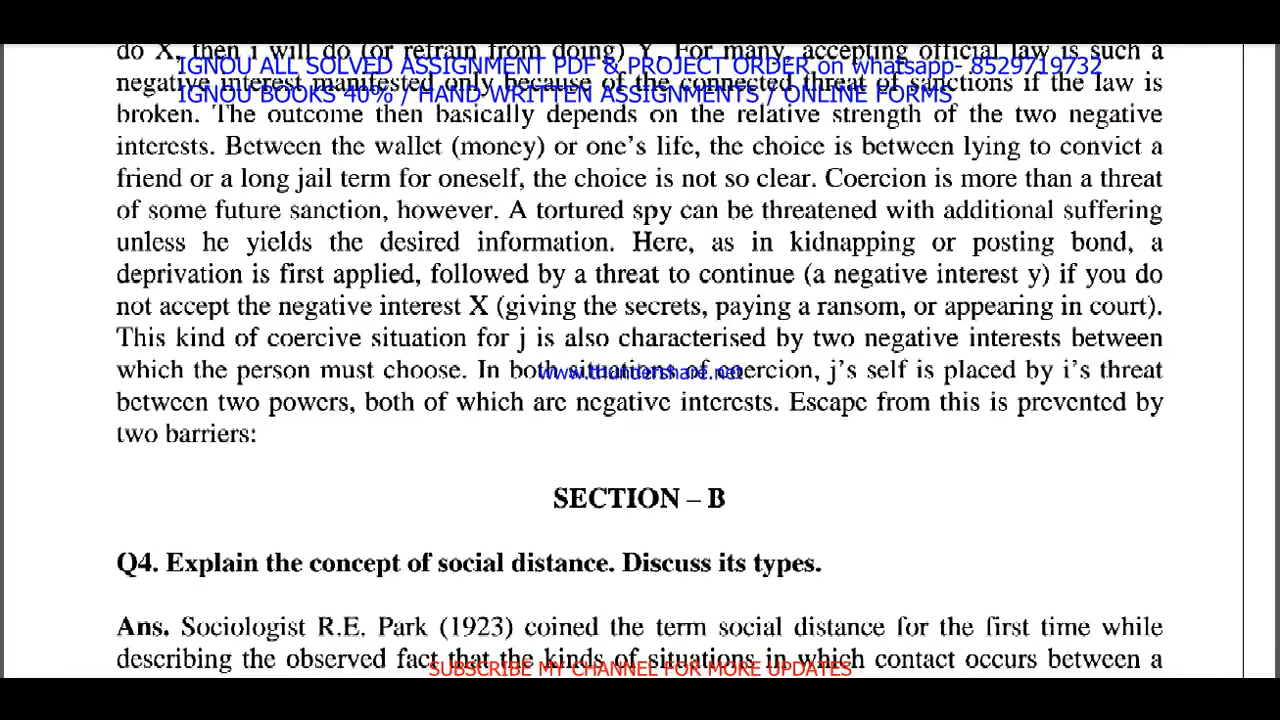 do X, then i will do (or refrain from doing) Y. For many, accepting official law is such a
IGNOU ALL SOLVED ASSIGNMENT PDF & PROJECT ORDER on whatsapp- 8529719732
negative interest manifested only because of the connected threat of sanctions if the law is
IGNOU BOOKS 40% / HAND WRITTEN ASSIGNMENTS / ONLINE FORMS
broken. The outcome then basically depends on the relative strength of the two negative
interests. Between the wallet (money) or one's life, the choice is between lying to convict a
friend or a long jail term for oneself, the choice is not so clear. Coercion is more than a threat
of some future sanction, however. A tortured spy can be threatened with additional suffering
unless he yields the desired information. Here, as in kidnapping or posting bond, a
deprivation is first applied, followed by a threat to continue (a negative interest y) if you do
not accept the negative interest X (giving the secrets, paying a ransom, or appearing in court).
This kind of coercive situation for j is also characterised by two negative interests between
which the person must choose. In both situations of coercion, j's self is placed by i's threat
www.thundershare.net
between two powers, both of which are negative interests. Escape from this is prevented by
two barriers:
SECTION – B
Q4. Explain the concept of social distance. Discuss its types.
Ans. Sociologist R.E. Park (1923) coined the term social distance for the first time while
describing the observed fact that the kinds of situations in which contact occurs between a
SUBSCRIBE MY CHANNEL FOR MORE UPDATES